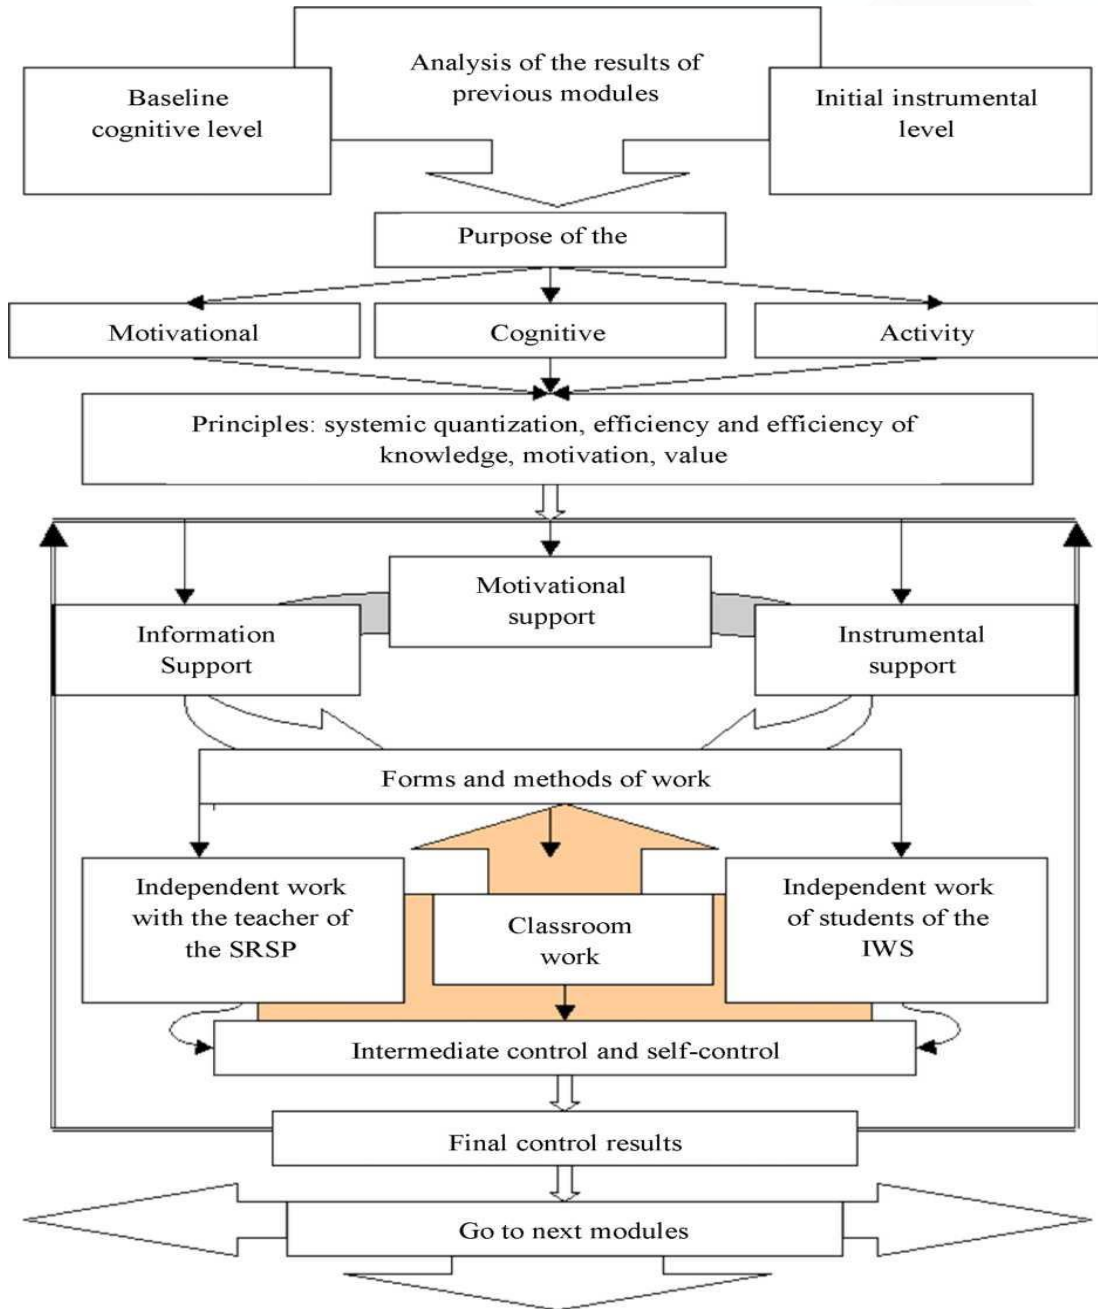 Analysis of the results of
previous modules
Baseline
cognitive level
Initial instrumental
level
Purpose of the
Motivational
Cognitive
Activity
Principles: systemic quantization, efficiency and efficiency of
knowledge, motivation, value
Motivational
support
Information
Support
Instrumental
support
Forms and methods of work
Independent work
with the teacher of
the SRSP
Classroom
work
Independent work
of students of the
IWS
Intermediate control and self-control
Final control results
Go to next modules